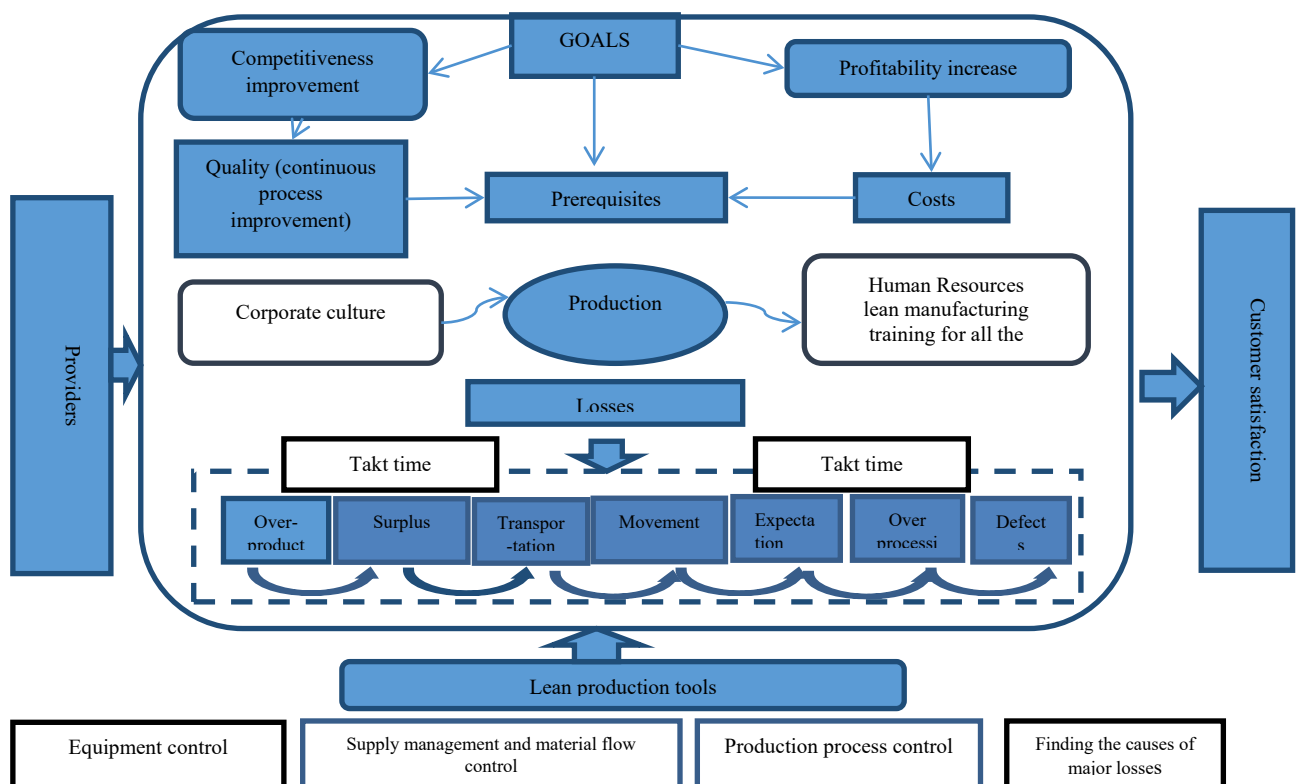 GOALS
Competitiveness
improvement
Profitability increase
Quality (continuous
process
improvement)
Prerequisites
Costs
Corporate culture
Production
Human Resources
lean manufacturing
training for all the
Providers
Customer satisfaction
Losses
Takt time
Takt time
Over-
product
Surplus
Transpor
-tation
Movement
Expecta
tion
Over
processi
Defect
s
Lean production tools
Equipment control
Supply management and material flow
control
Production process control
Finding the causes of
major losses